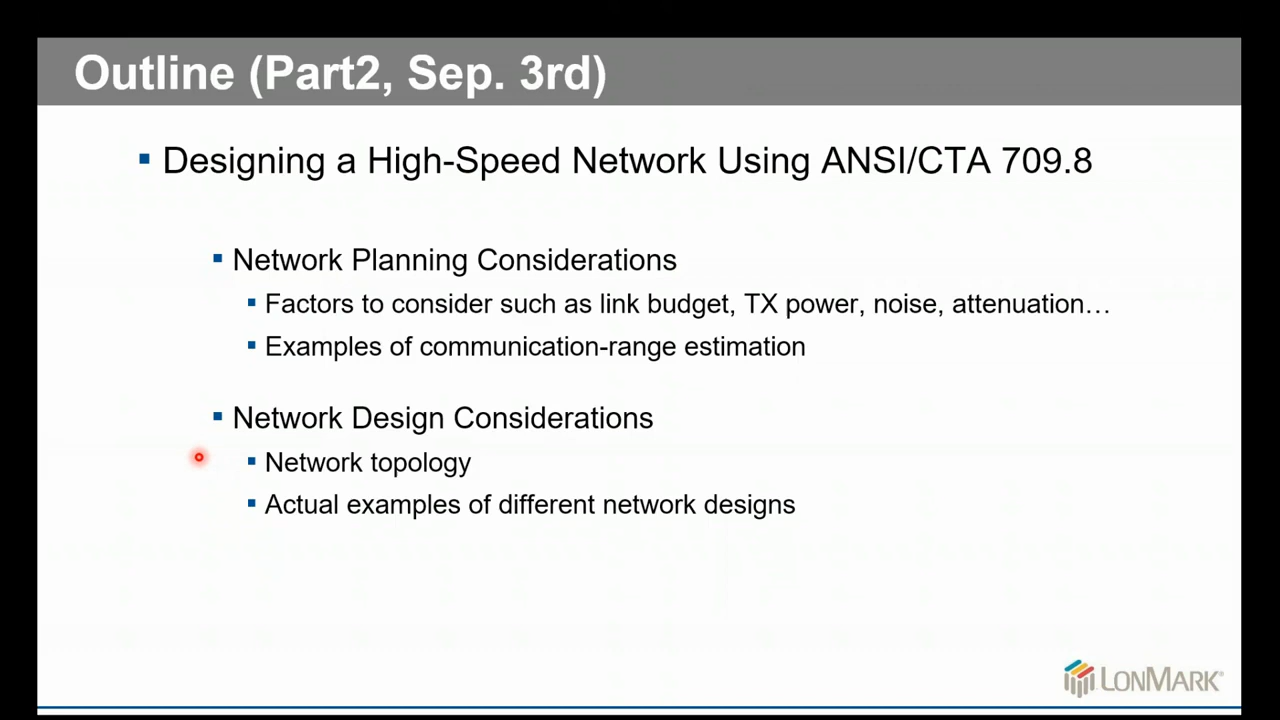 Outline (Part2, Sep. 3rd)
Designing a High-Speed Network Using ANSI/CTA 709.8
Network Planning Considerations
Factors to consider such as link budget, TX power, noise, attenuation…
Examples of communication-range estimation
Network Design Considerations
Network topology
Actual examples of different network designs
LONMARK®